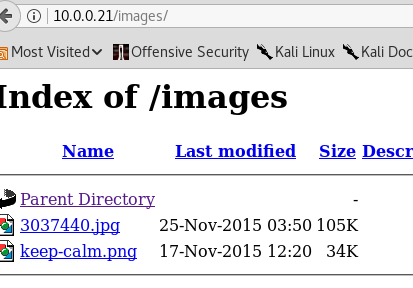 10.0.0.21/images/
Most Visited Offensive Security Kali Linux Kali Doc
Index of /images
Name Last modified Size Descr
Parent Directory -
3037440.jpg 25-Nov-2015 03:50 105K
keep-calm.png 17-Nov-2015 12:20 34K